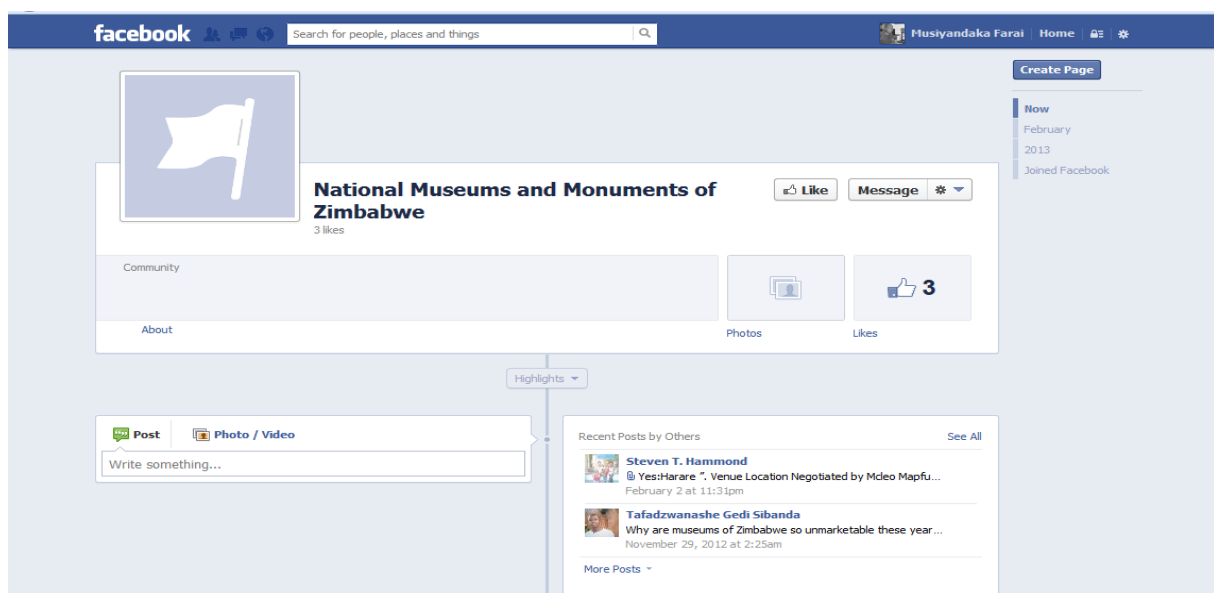 facebook
Search for people, places and things
Musiyandaka Farai Home
Create Page
Now
February
2013
Joined Facebook
National Museums and Monuments of
Zimbabwe
3 likes
Like Message
Community
3
About
Photos Likes
Highlights
Post Photo / Video
Write something...
Recent Posts by Others See All
Steven T. Hammond
Yes:Harare ”. Venue Location Negotiated by Mcleo Mapfu...
February 2 at 11:31pm
Tafadzwanashe Gedi Sibanda
Why are museums of Zimbabwe so unmarketable these year...
November 29, 2012 at 2:25am
More Posts